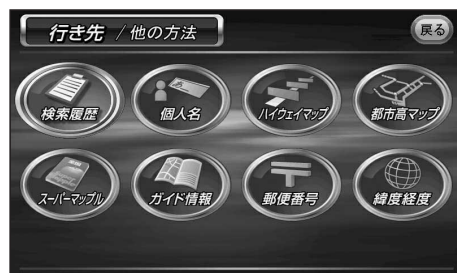 行き先 / 他の方法
戻る
検索履歴
個人名
ハイウェイマップ
都市高マップ
スーパーマップル
ガイド情報
郵便番号
緯度経度